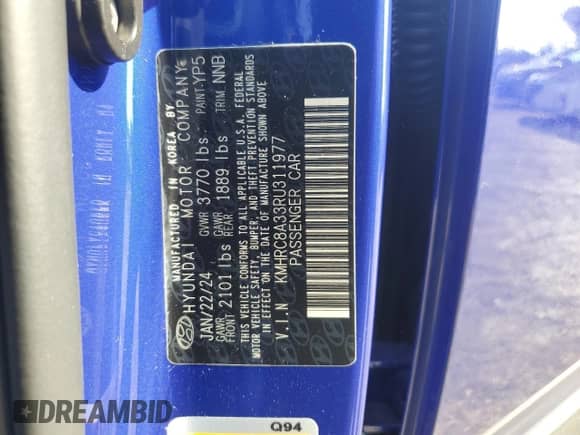 MANUFACTURED IN KOREA BY
HYUNDAI MOTOR COMPANY
JAN/22/24 GVWR 3770 lbs PAINT YP5
GAWR FRONT 2101 lbs GAWR REAR 1889 lbs TRIM NNB
THIS VEHICLE CONFORMS TO ALL APPLICABLE U.S.A. FEDERAL
MOTOR VEHICLE SAFETY, BUMPER, AND THEFT PREVENTION STANDARDS
IN EFFECT ON THE DATE OF MANUFACTURE SHOWN ABOVE
V.I.N KMHRC8A33RU311977
PASSENGER CAR
Q94
DREAMBID